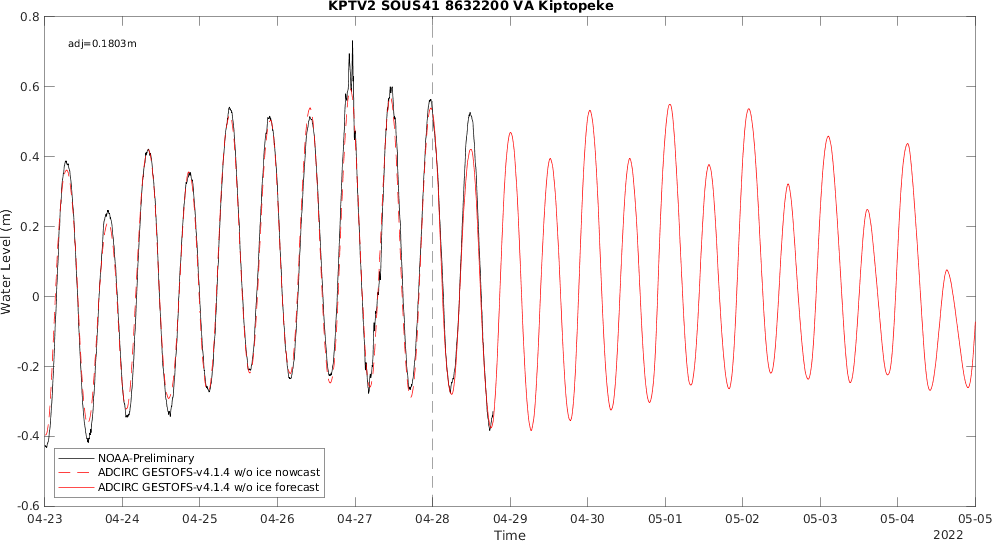 KPTV2 SOUS41 8632200 VA Kiptopeke
0.8
adj=0.1803m
0.6
0.4
0.2
0
-0.2
-0.4
-0.6
Water Level (m)
NOAA-Preliminary
ADCIRC GESTOFS-v4.1.4 w/o ice nowcast
ADCIRC GESTOFS-v4.1.4 w/o ice forecast
04-23 04-24 04-25 04-26 04-27 04-28 04-29 04-30 05-01 05-02 05-03 05-04 05-05
Time
2022